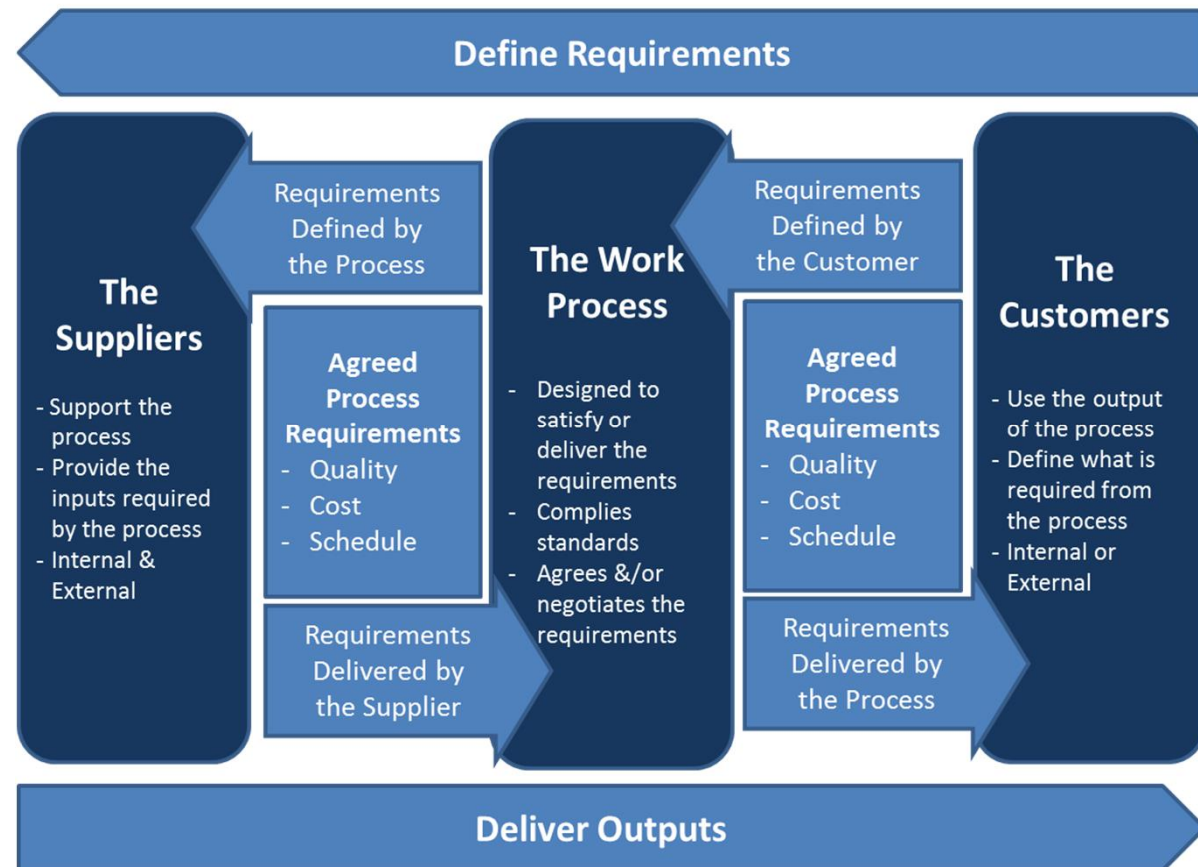 Define Requirements
The
Suppliers
- Support the
process
- Provide the
inputs required
by the process
- Internal &
External
Requirements
Defined by
the Process
Agreed
Process
Requirements
- Quality
- Cost
- Schedule
Requirements
Delivered by
the Supplier
The Work
Process
- Designed to
satisfy or
deliver the
requirements
- Complies
standards
- Agrees &/or
negotiates the
requirements
Requirements
Defined by
the Customer
Agreed
Process
Requirements
- Quality
- Cost
- Schedule
Requirements
Delivered by
the Process
The
Customers
- Use the output
of the process
- Define what is
required from
the process
- Internal or
External
Deliver Outputs